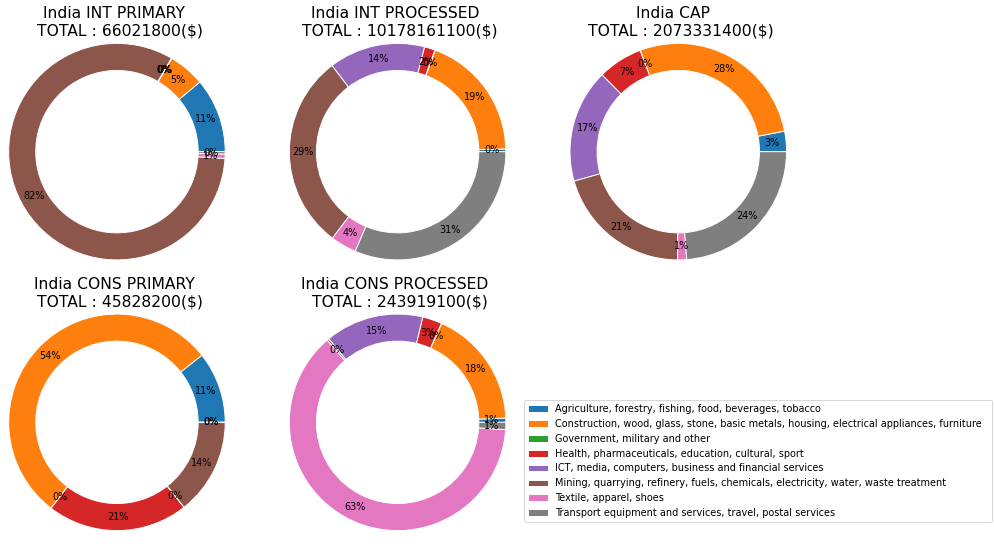 India INT PRIMARY
TOTAL : 66021800($)
0%
0%
5%
11%
0%
1%
82%
India INT PROCESSED
TOTAL : 10178161100($)
14%
2%
0%
19%
29%
0%
4%
31%
India CAP
TOTAL : 2073331400($)
28%
0%
7%
17%
3%
21%
24%
1%
India CONS PRIMARY
TOTAL : 45828200($)
54%
11%
0%
14%
0%
0%
21%
India CONS PROCESSED
TOTAL : 243919100($)
15%
3%
0%
0%
18%
1%
1%
63%
Agriculture, forestry, fishing, food, beverages, tobacco
Construction, wood, glass, stone, basic metals, housing, electrical appliances, furniture
Government, military and other
Health, pharmaceuticals, education, cultural, sport
ICT, media, computers, business and financial services
Mining, quarrying, refinery, fuels, chemicals, electricity, water, waste treatment
Textile, apparel, shoes
Transport equipment and services, travel, postal services